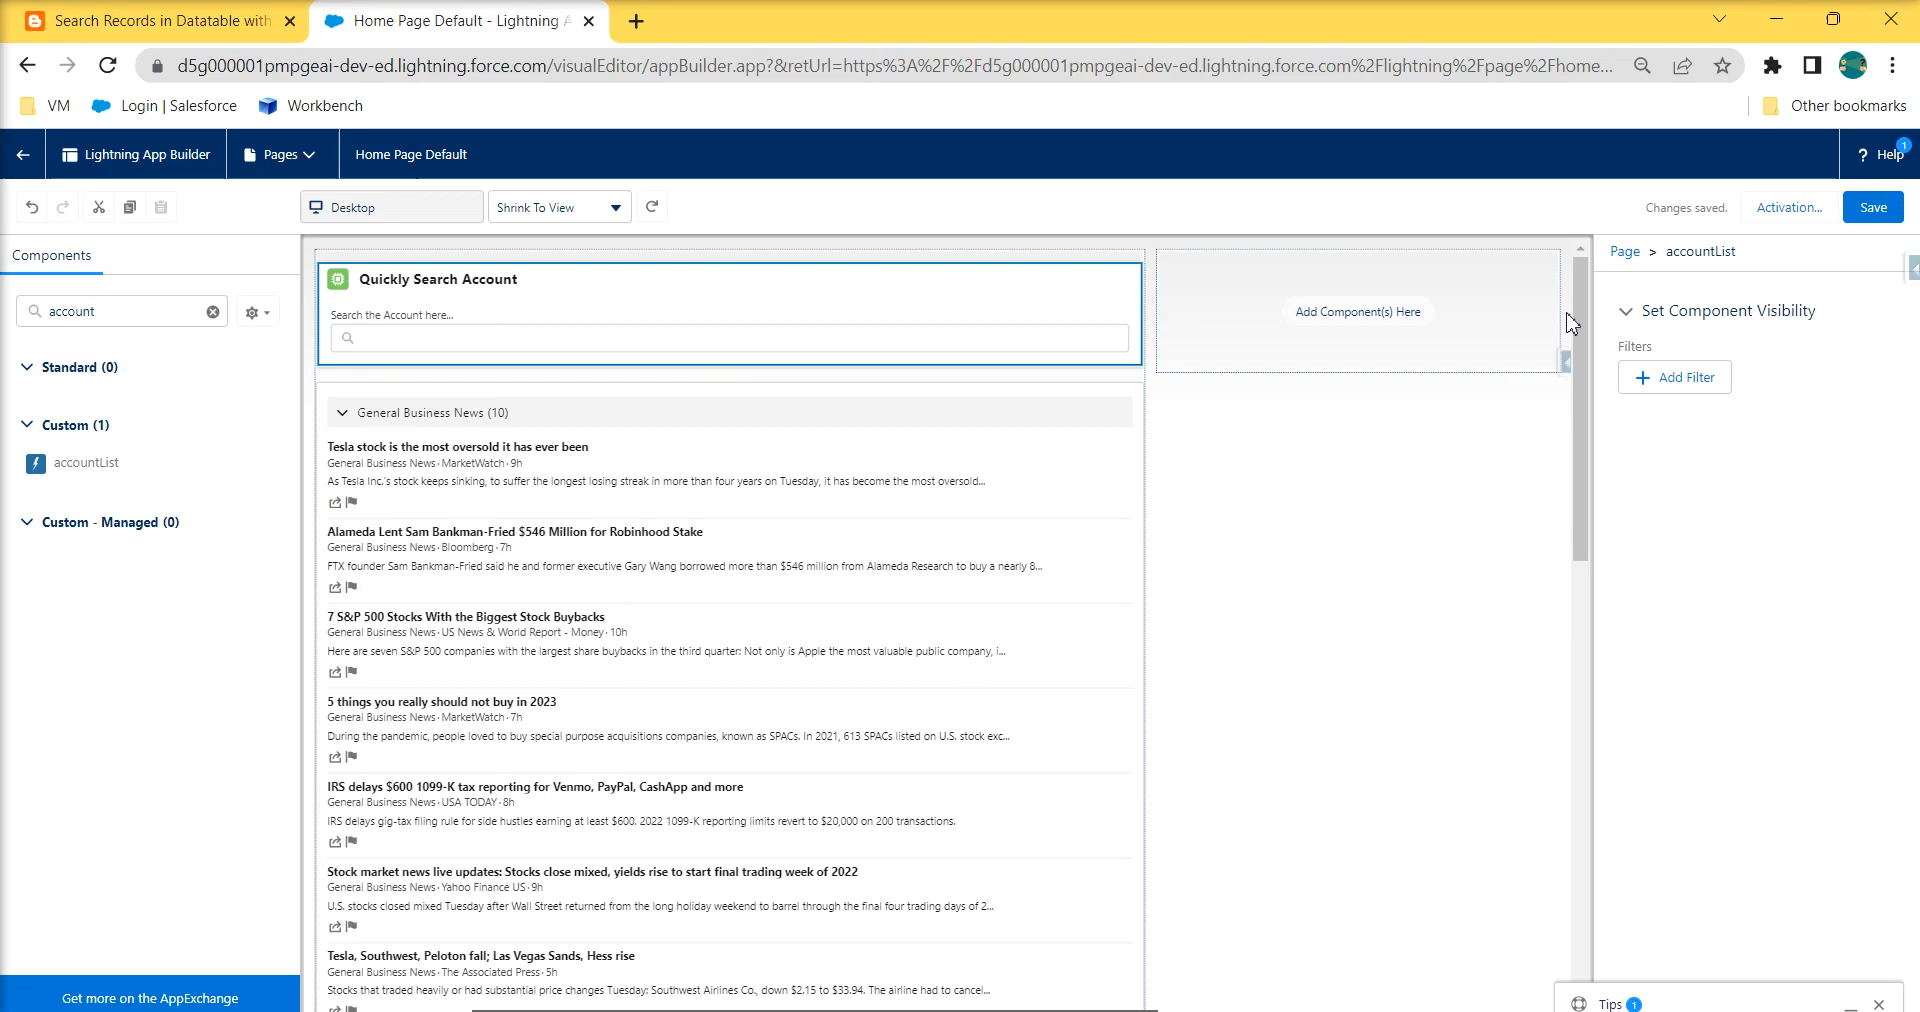 Search Records in Datatable with
Home Page Default - Lightning A
d5g000001pmpgeai-dev-ed.lightning.force.com/visualEditor/appBuilder.app?&retUrl=https%3A%2F%2Fd5g000001pmpgeai-dev-ed.lightning.force.com%2Flightning%2Fpage%2Fhome...
VM
Login | Salesforce
Workbench
Other bookmarks
Lightning App Builder
Pages
Home Page Default
? Help
1
Desktop
Shrink To View
Changes saved.
Activation...
Save
Components
account
Standard (0)
Custom (1)
accountList
Custom - Managed (0)
Get more on the AppExchange
Quickly Search Account
Search the Account here...
General Business News (10)
Tesla stock is the most oversold it has ever been
General Business News · MarketWatch · 9h
As Tesla Inc.'s stock keeps sinking, to suffer the longest losing streak in more than four years on Tuesday, it has become the most oversold...
Alameda Lent Sam Bankman-Fried $546 Million for Robinhood Stake
General Business News · Bloomberg · 7h
FTX founder Sam Bankman-Fried said he and former executive Gary Wang borrowed more than $546 million from Alameda Research to buy a nearly 8...
7 S&P 500 Stocks With the Biggest Stock Buybacks
General Business News · US News & World Report - Money · 10h
Here are seven S&P 500 companies with the largest share buybacks in the third quarter: Not only is Apple the most valuable public company, i...
5 things you really should not buy in 2023
General Business News · MarketWatch · 7h
During the pandemic, people loved to buy special purpose acquisitions companies, known as SPACs. In 2021, 613 SPACs listed on U.S. stock exc...
IRS delays $600 1099-K tax reporting for Venmo, PayPal, CashApp and more
General Business News · USA TODAY · 8h
IRS delays gig-tax filing rule for side hustles earning at least $600. 2022 1099-K reporting limits revert to $20,000 on 200 transactions.
Stock market news live updates: Stocks close mixed, yields rise to start final trading week of 2022
General Business News · Yahoo Finance US · 9h
U.S. stocks closed mixed Tuesday after Wall Street returned from the long holiday weekend to barrel through the final four trading days of 2...
Tesla, Southwest, Peloton fall; Las Vegas Sands, Hess rise
General Business News · The Associated Press · 5h
Stocks that traded heavily or had substantial price changes Tuesday: Southwest Airlines Co., down $2.15 to $33.94. The airline had to cancel...
Add Component(s) Here
Page > accountList
Set Component Visibility
Filters
Add Filter
Tips 1